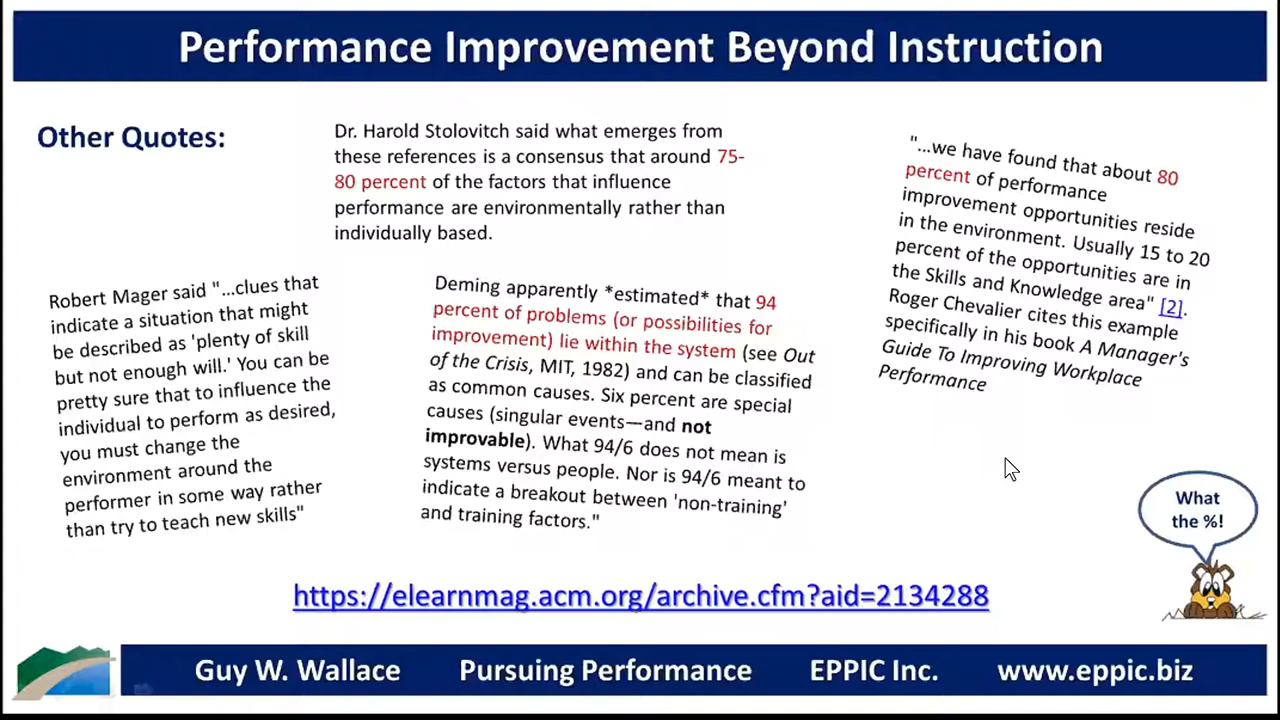 Performance Improvement Beyond Instruction
Other Quotes:
Dr. Harold Stolovitch said what emerges from
these references is a consensus that around 75-
80 percent of the factors that influence
performance are environmentally rather than
individually based.
"...we have found that about 80
percent of performance
improvement opportunities reside
in the environment. Usually 15 to 20
percent of the opportunities are in
the Skills and Knowledge area" [2].
Roger Chevalier cites this example
specifically in his book A Manager's
Guide To Improving Workplace
Performance
Robert Mager said "...clues that
indicate a situation that might
be described as 'plenty of skill
but not enough will.' You can be
pretty sure that to influence the
individual to perform as desired,
you must change the
environment around the
performer in some way rather
than try to teach new skills"
Deming apparently *estimated* that 94
percent of problems (or possibilities for
improvement) lie within the system (see Out
of the Crisis, MIT, 1982) and can be classified
as common causes. Six percent are special
causes (singular events—and not
improvable). What 94/6 does not mean is
systems versus people. Nor is 94/6 meant to
indicate a breakout between 'non-training'
and training factors."
What
the %!
https://elearnmag.acm.org/archive.cfm?aid=2134288
Guy W. Wallace Pursuing Performance EPPIC Inc. www.eppic.biz